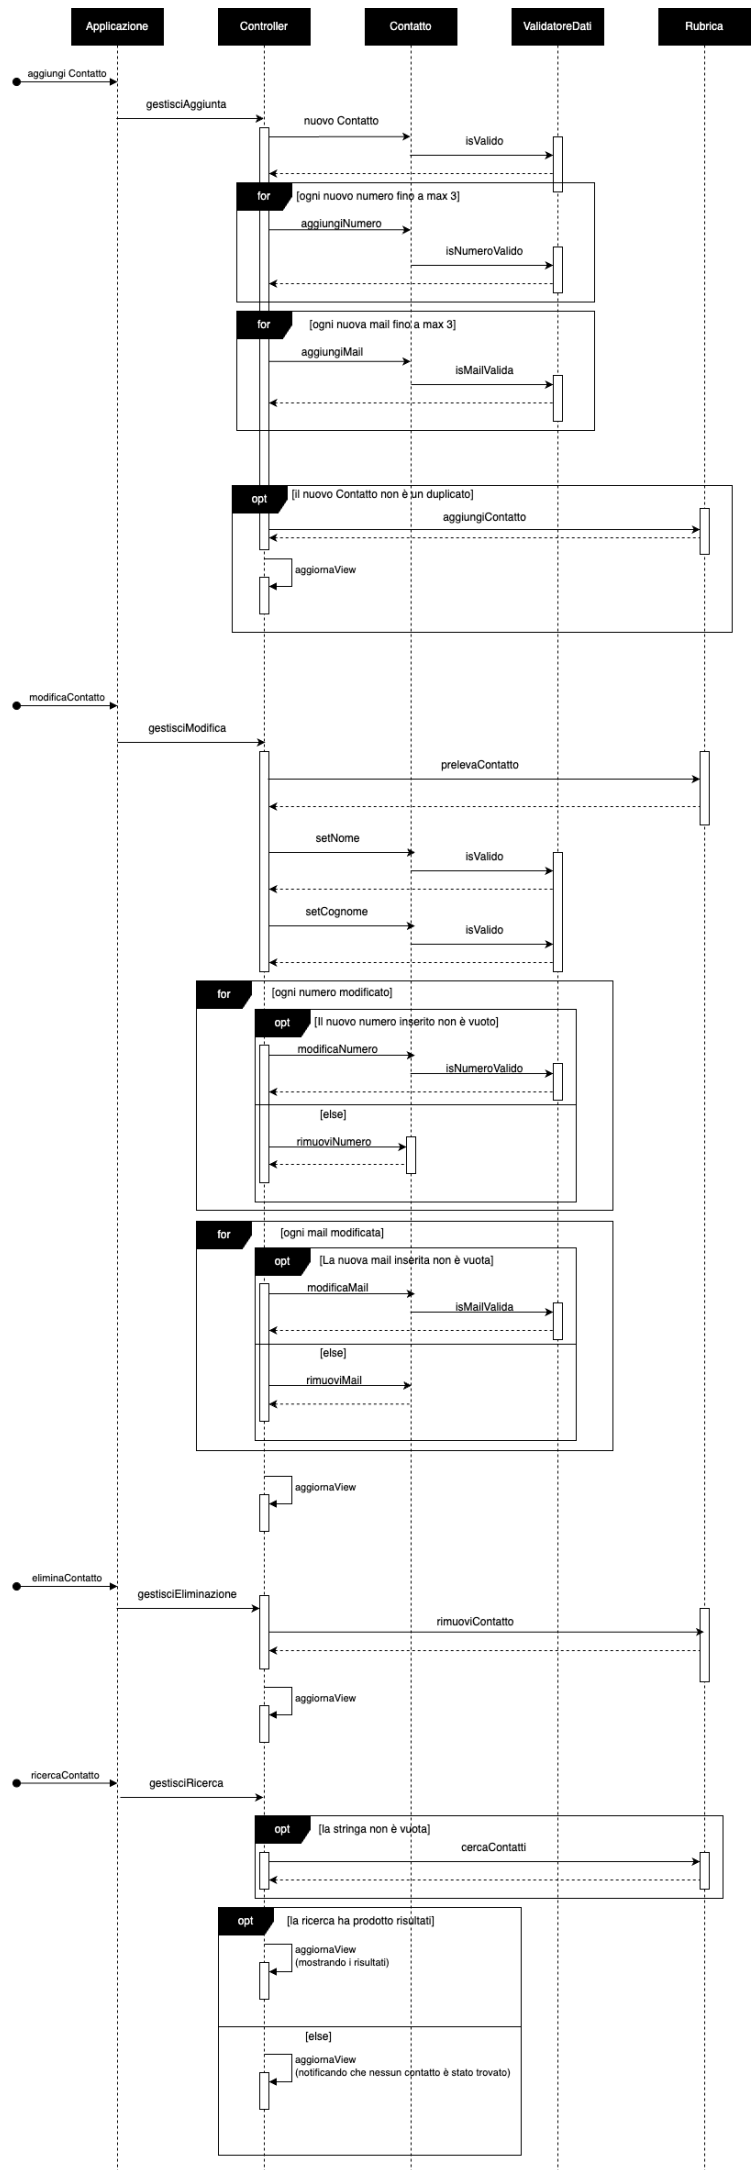 Applicazione
Controller
Contatto
ValidatoreDati
Rubrica
aggiungi Contatto
gestisciAggiunta
nuovo Contatto
isValido
for
[ogni nuovo numero fino a max 3]
aggiungiNumero
isNumeroValido
for
[ogni nuova mail fino a max 3]
aggiungiMail
isMailValida
opt
[il nuovo Contatto non è un duplicato]
aggiungiContatto
aggiornaView
modificaContatto
gestisciModifica
prelevaContatto
setNome
isValido
setCognome
isValido
for
[ogni numero modificato]
opt
[Il nuovo numero inserito non è vuoto]
modificaNumero
isNumeroValido
[else]
rimuoviNumero
for
[ogni mail modificata]
opt
[La nuova mail inserita non è vuota]
modificaMail
isMailValida
[else]
rimuoviMail
aggiornaView
eliminaContatto
gestisciEliminazione
rimuoviContatto
aggiornaView
ricercaContatto
gestisciRicerca
opt
[la stringa non è vuota]
cercaContatti
opt
[la ricerca ha prodotto risultati]
aggiornaView
(mostrando i risultati)
[else]
aggiornaView
(notificando che nessun contatto è stato trovato)